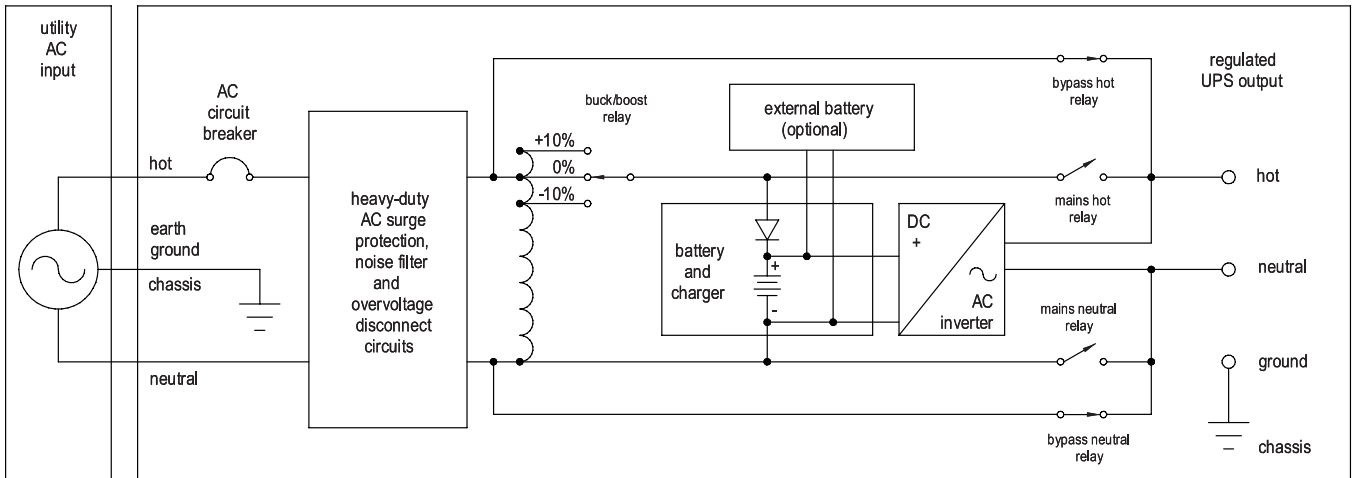 utility
AC
input
AC
circuit
breaker
hot
earth
ground
chassis
neutral
heavy-duty
AC surge
protection,
noise filter
and
overvoltage
disconnect
circuits
+10%
0%
-10%
buck/boost
relay
external battery
(optional)
battery
and
charger
+
-
DC
+
AC
inverter
bypass hot
relay
mains hot
relay
mains neutral
relay
bypass neutral
relay
regulated
UPS output
hot
neutral
ground
chassis